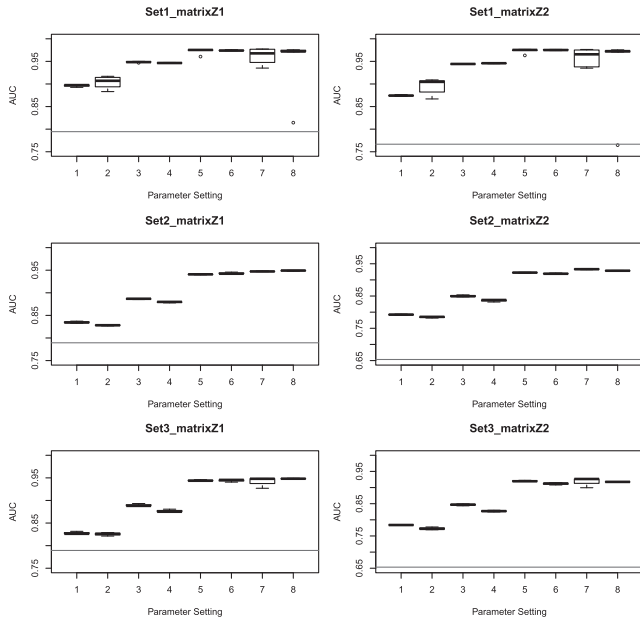 Set1_matrixZ1
AUC
0.75 0.85 0.95
1 2 3 4 5 6 7 8
Parameter Setting
Set1_matrixZ2
AUC
0.75 0.85 0.95
1 2 3 4 5 6 7 8
Parameter Setting
Set2_matrixZ1
AUC
0.75 0.85 0.95
1 2 3 4 5 6 7 8
Parameter Setting
Set2_matrixZ2
AUC
0.65 0.75 0.85 0.95
1 2 3 4 5 6 7 8
Parameter Setting
Set3_matrixZ1
AUC
0.75 0.85 0.95
1 2 3 4 5 6 7 8
Parameter Setting
Set3_matrixZ2
AUC
0.65 0.75 0.85 0.95
1 2 3 4 5 6 7 8
Parameter Setting